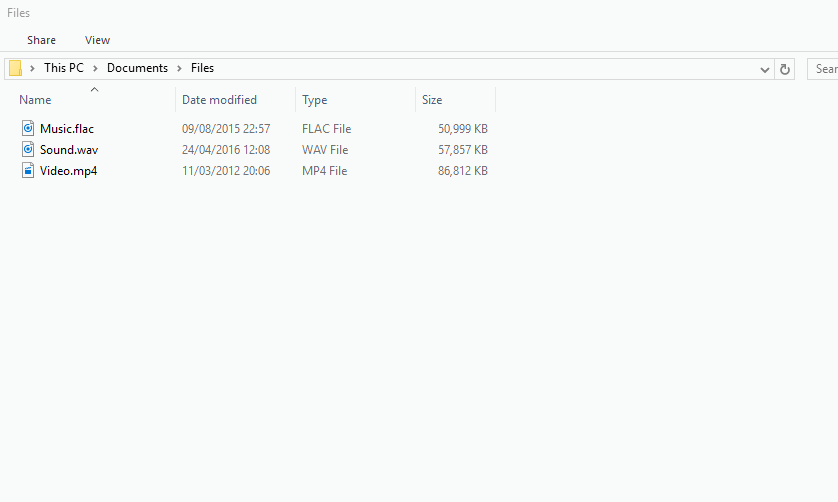 Files
Share View
This PC > Documents > Files Sear
Name Date modified Type Size
Music.flac 09/08/2015 22:57 FLAC File 50,999 KB
Sound.wav 24/04/2016 12:08 WAV File 57,857 KB
Video.mp4 11/03/2012 20:06 MP4 File 86,812 KB